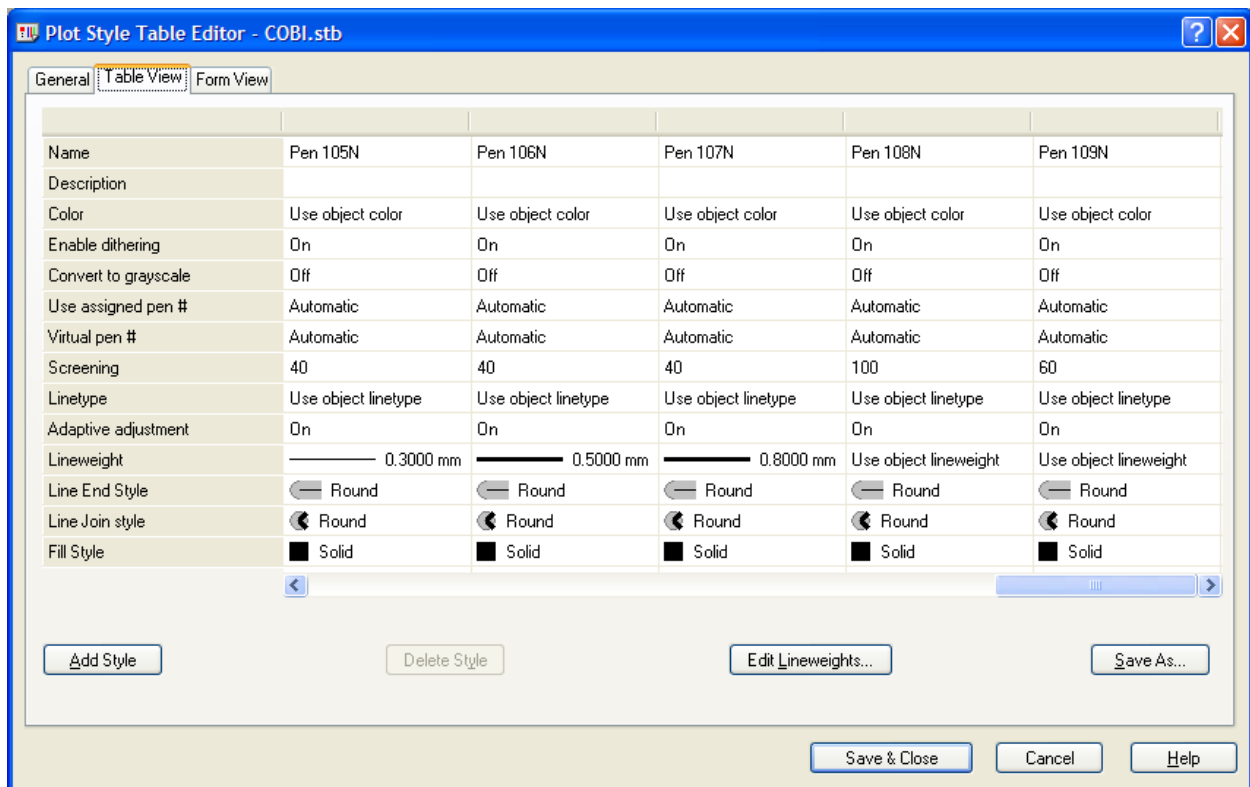 Plot Style Table Editor - COBI.stb
General Table View Form View
Name Pen 105N Pen 106N Pen 107N Pen 108N Pen 109N
Description
Color Use object color Use object color Use object color Use object color Use object color
Enable dithering On On On On On
Convert to grayscale Off Off Off Off Off
Use assigned pen # Automatic Automatic Automatic Automatic Automatic
Virtual pen # Automatic Automatic Automatic Automatic Automatic
Screening 40 40 40 100 60
Linetype Use object linetype Use object linetype Use object linetype Use object linetype Use object linetype
Adaptive adjustment On On On On On
Lineweight 0.3000 mm 0.5000 mm 0.8000 mm Use object lineweight Use object lineweight
Line End Style Round Round Round Round Round
Line Join style Round Round Round Round Round
Fill Style Solid Solid Solid Solid Solid
Add Style Delete Style Edit Lineweights... Save As...
Save & Close Cancel Help